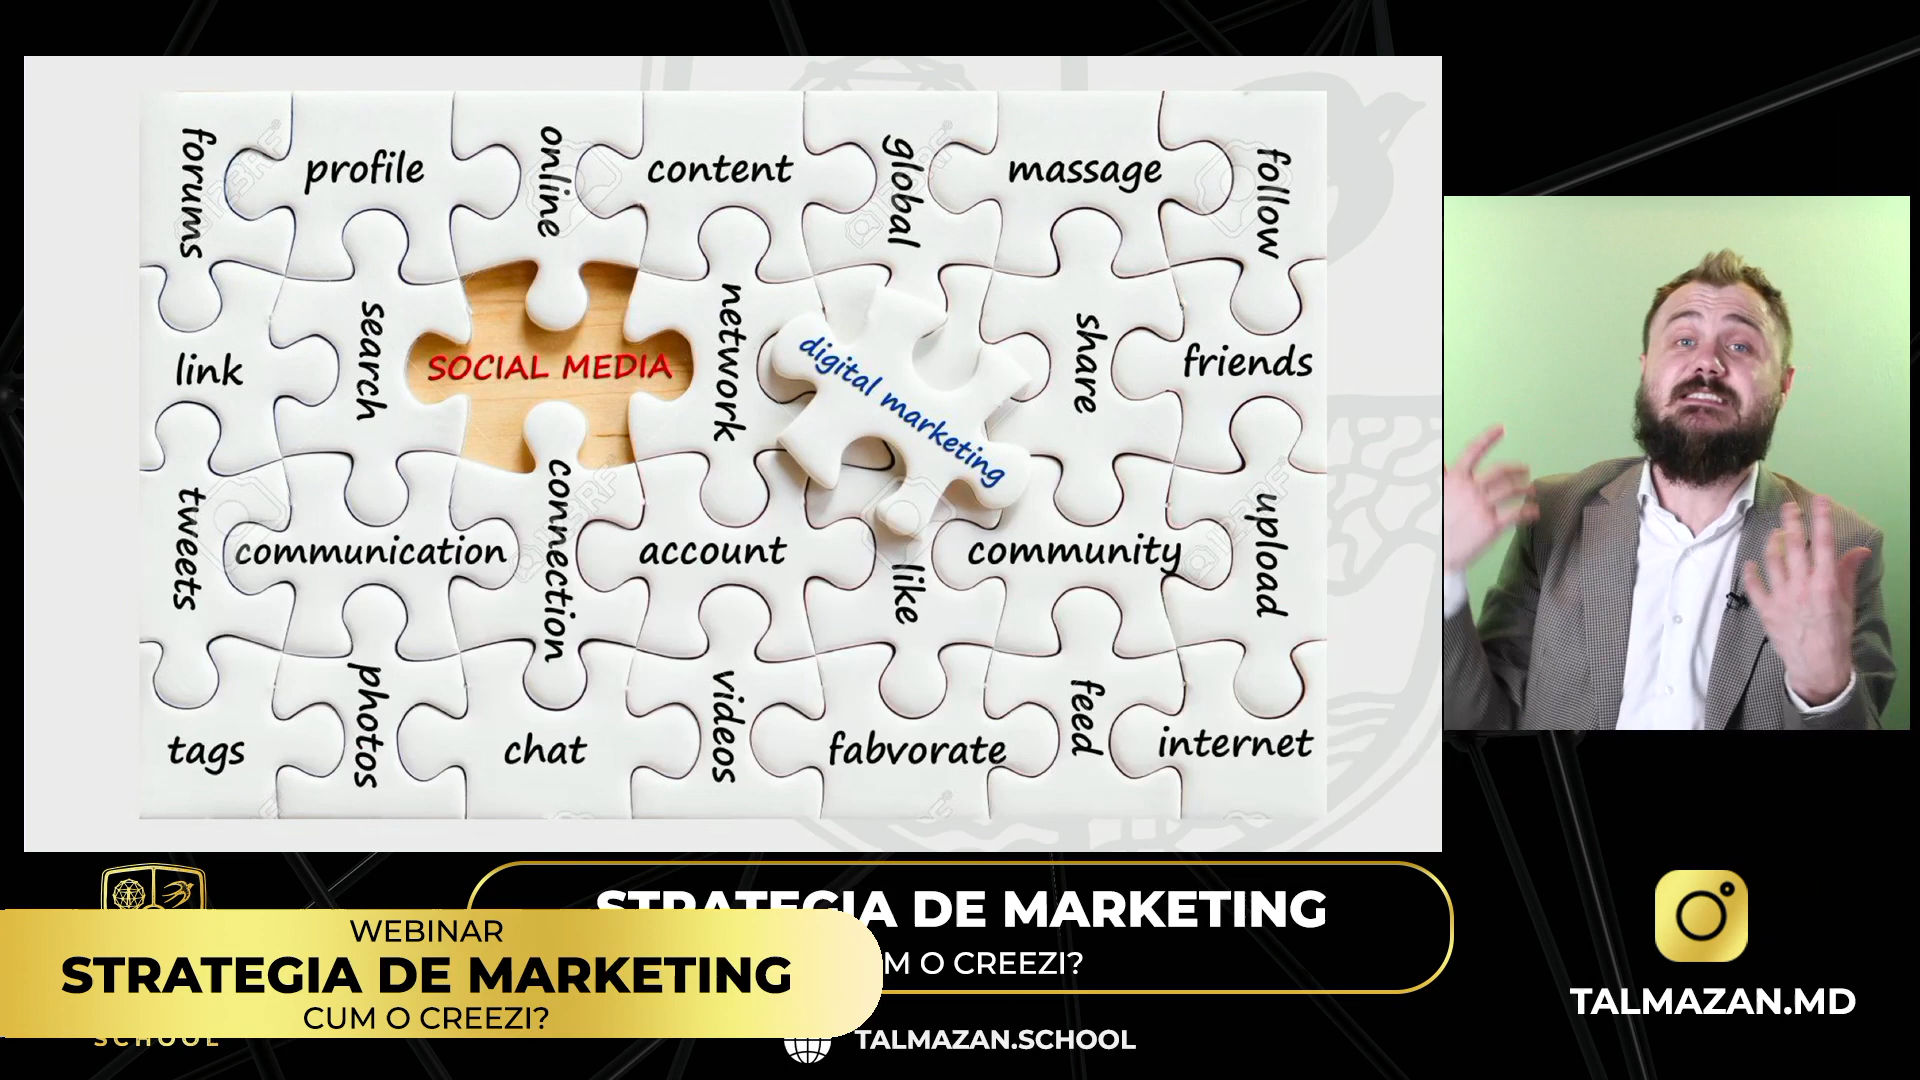 forums
profile
online
content
global
massage
follow
link
search
SOCIAL MEDIA
network
digital marketing
share
friends
tweets
communication
connection
account
like
community
upload
tags
photos
chat
videos
fabvorate
feed
internet
STRATEGIA DE MARKETING
M O CREEZI?
WEBINAR
STRATEGIA DE MARKETING
CUM O CREEZI?
SCHOOL
TALMAZAN.SCHOOL
TALMAZAN.MD